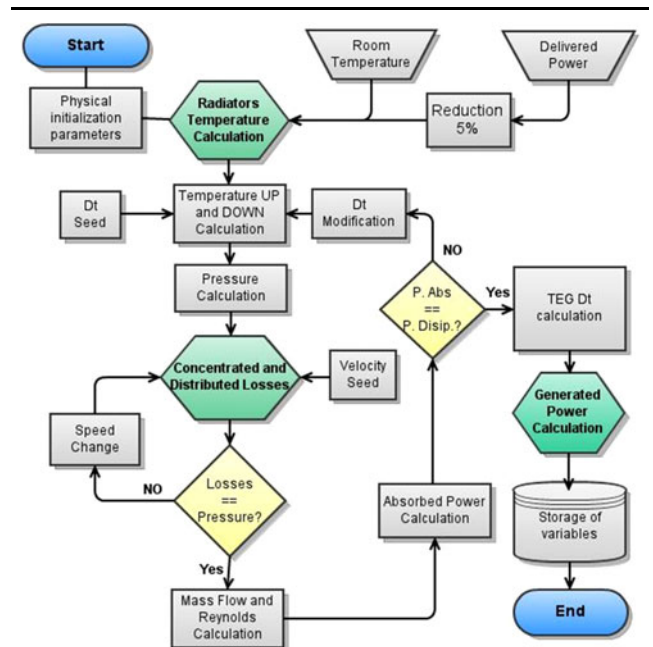 Start
Room
Temperature
Delivered
Power
Physical
initialization
parameters
Radiators
Temperature
Calculation
Reduction
5%
Dt
Seed
Temperature UP
and DOWN
Calculation
Dt
Modification
NO
Pressure
Calculation
P. Abs
==
P. Disip.?
Yes
TEG Dt
calculation
Concentrated and
Distributed Losses
Velocity
Seed
Generated
Power
Calculation
Speed
Change
NO
Losses
==
Pressure?
Absorbed Power
Calculation
Storage of
variables
Yes
Mass Flow and
Reynolds
Calculation
End